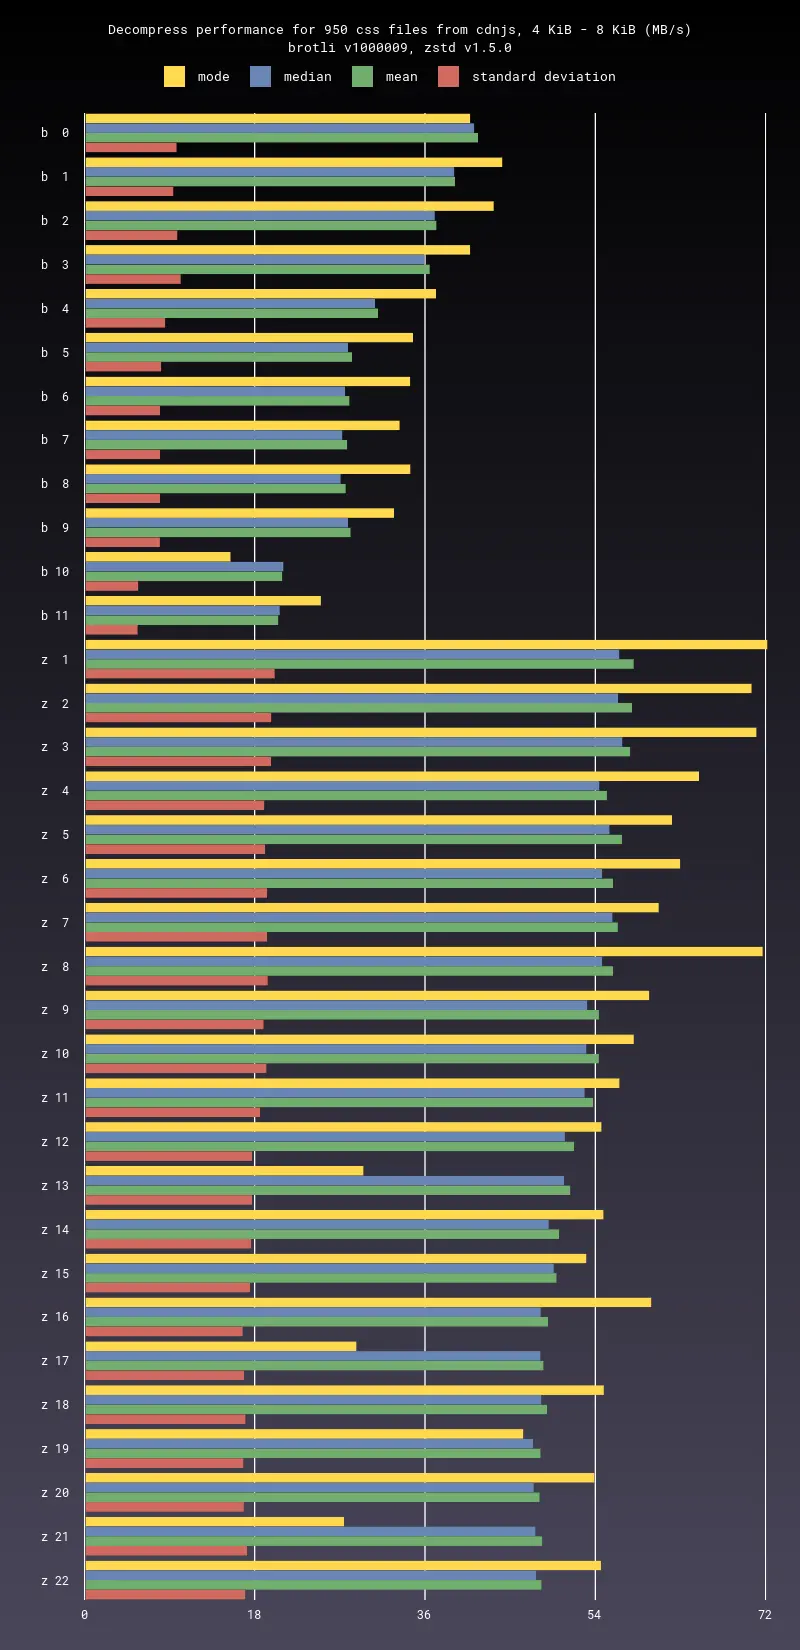 Decompress performance for 950 css files from cdnjs, 4 KiB - 8 KiB (MB/s)
brotli v1000009, zstd v1.5.0
mode median mean standard deviation
b 0
b 1
b 2
b 3
b 4
b 5
b 6
b 7
b 8
b 9
b 10
b 11
z 1
z 2
z 3
z 4
z 5
z 6
z 7
z 8
z 9
z 10
z 11
z 12
z 13
z 14
z 15
z 16
z 17
z 18
z 19
z 20
z 21
z 22
0 18 36 54 72